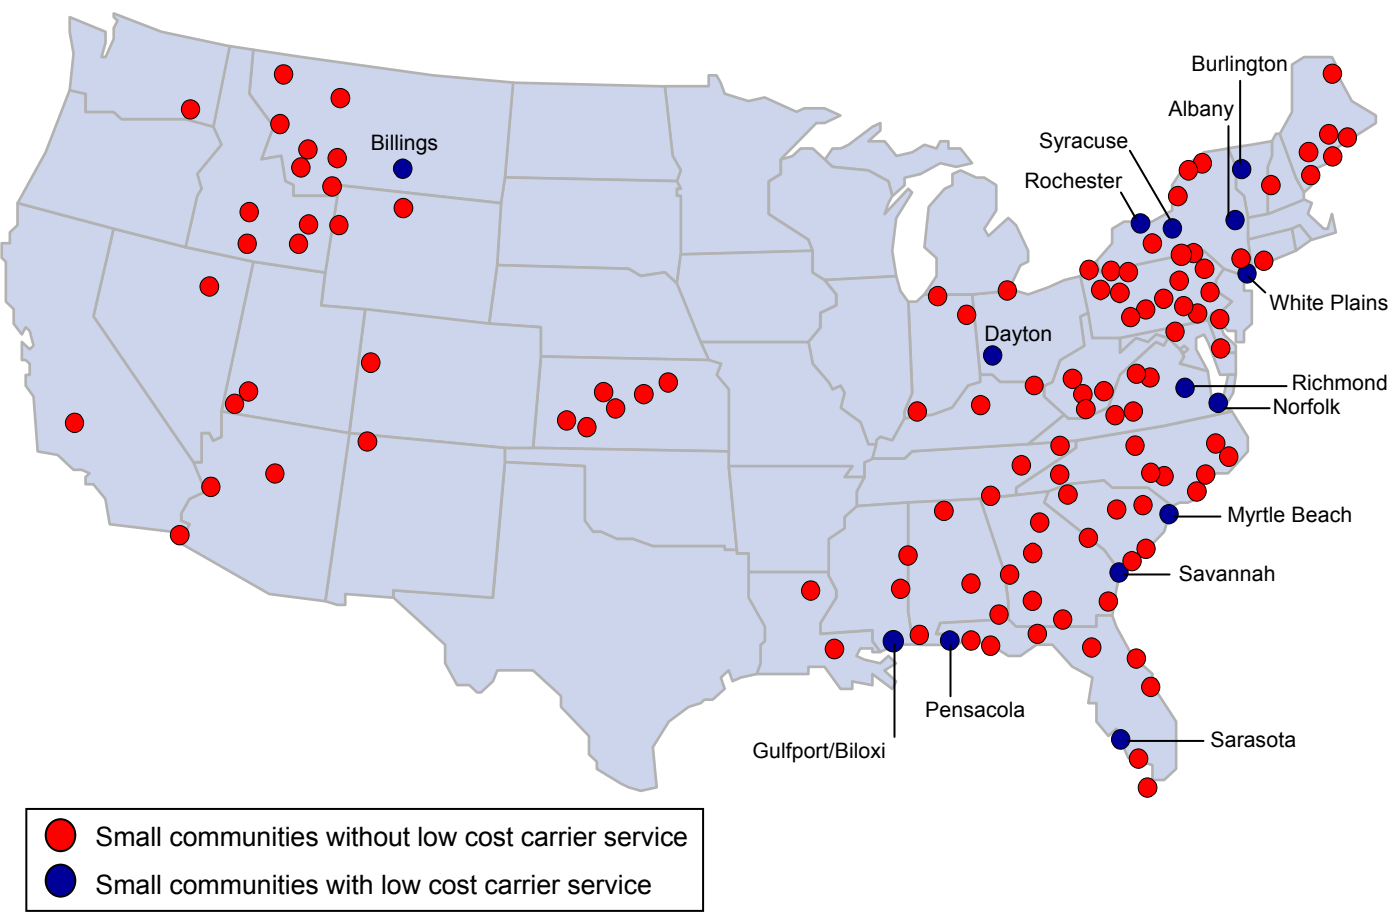 Burlington
Albany
Syracuse
Billings
Rochester
White Plains
Dayton
Richmond
Norfolk
Myrtle Beach
Savannah
Pensacola
Sarasota
Gulfport/Biloxi
Small communities without low cost carrier service
Small communities with low cost carrier service